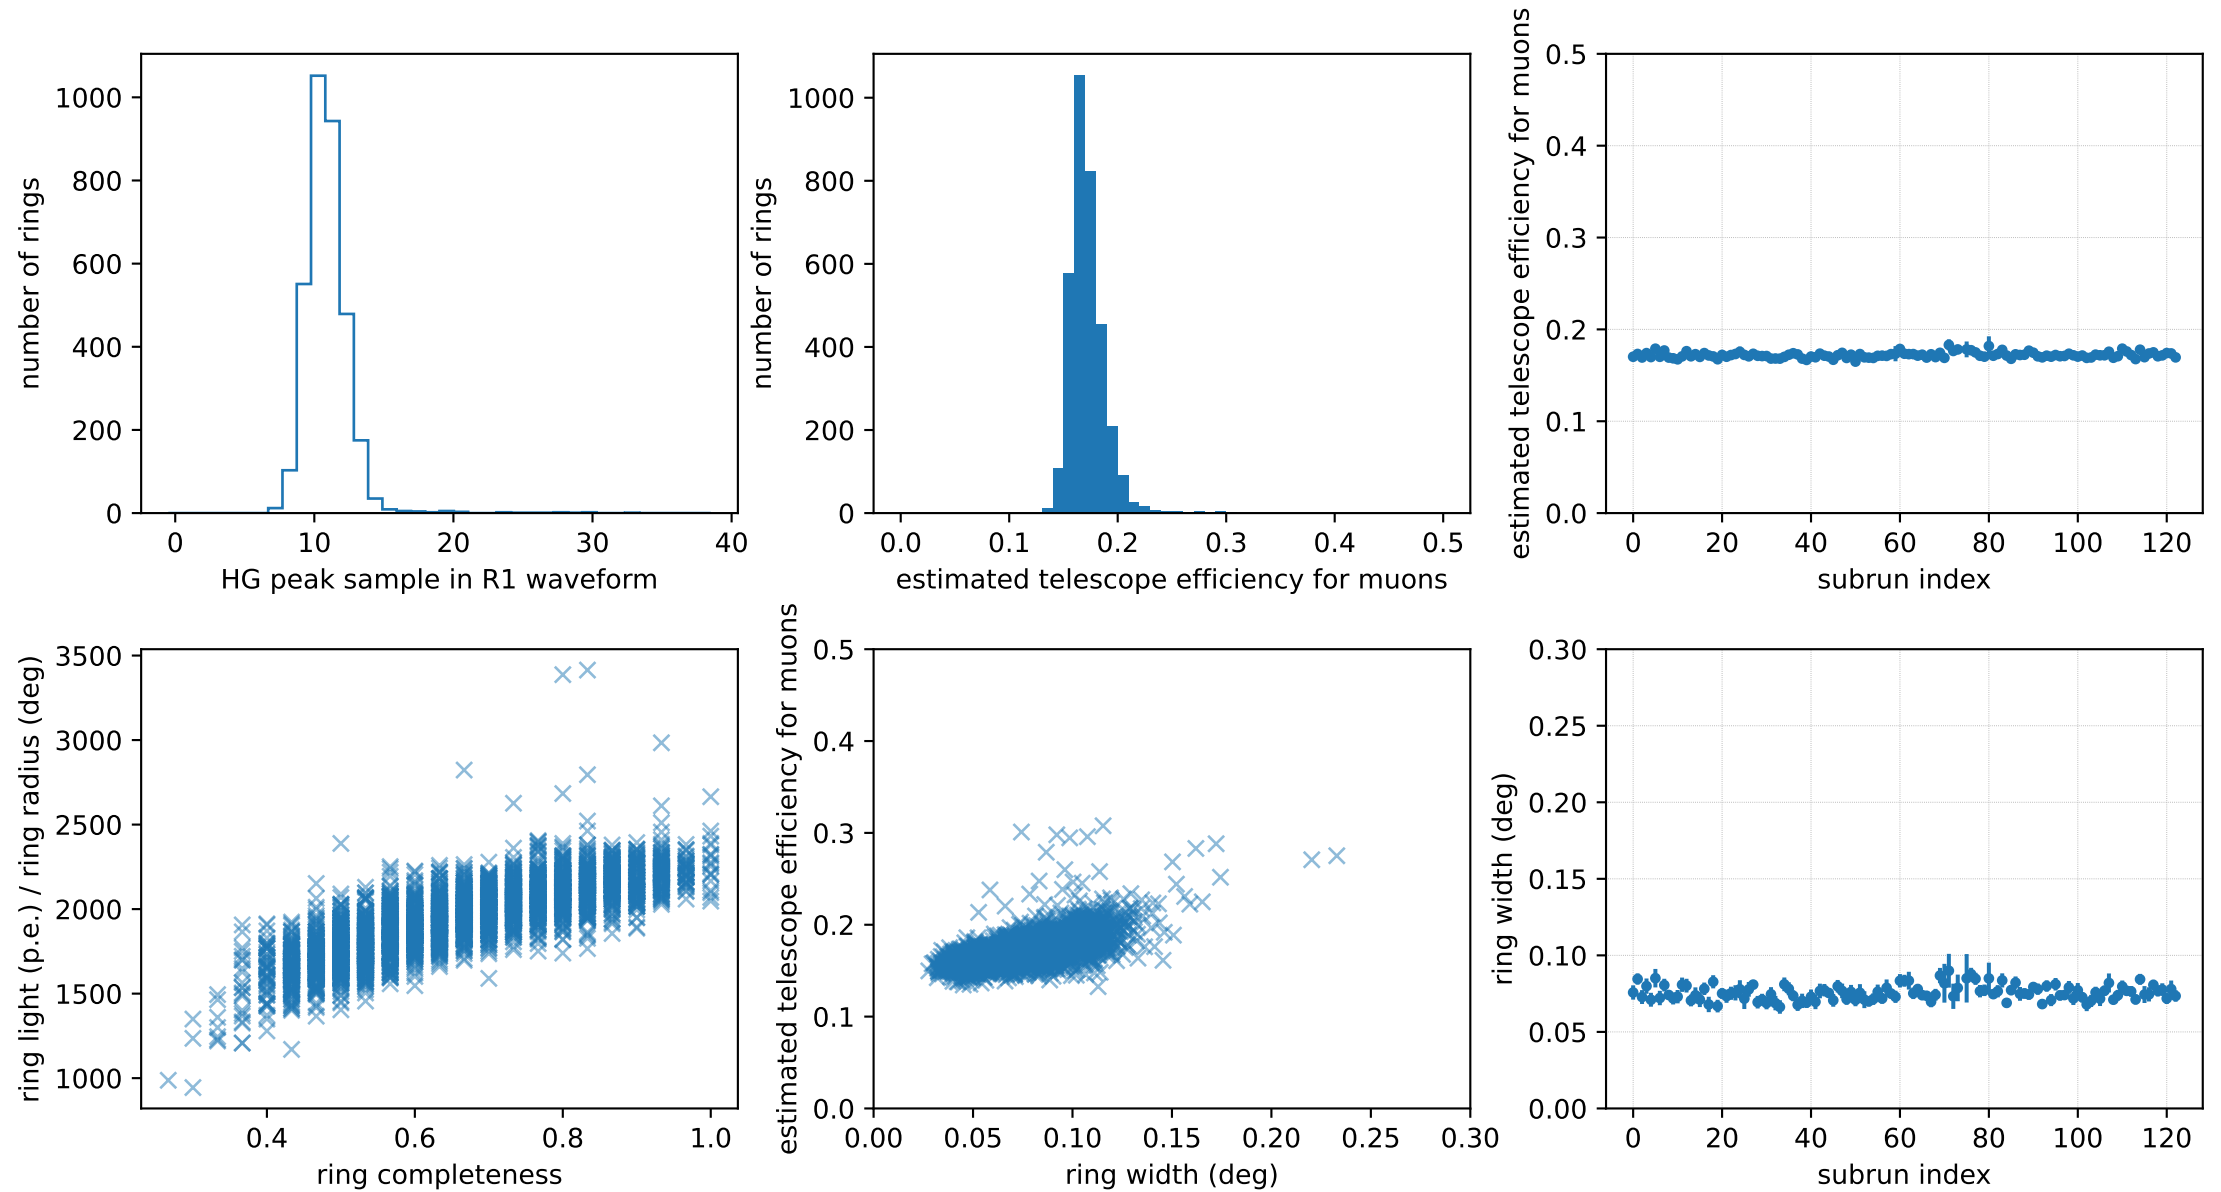 number of rings
1000
800
600
400
200
0
0 10 20 30 40
HG peak sample in R1 waveform
number of rings
1000
800
600
400
200
0
0.0 0.1 0.2 0.3 0.4 0.5
estimated telescope efficiency for muons
estimated telescope efficiency for muons
0.5
0.4
0.3
0.2
0.1
0.0
0 20 40 60 80 100 120
subrun index
ring light (p.e.) / ring radius (deg)
3500
3000
2500
2000
1500
1000
0.4 0.6 0.8 1.0
ring completeness
estimated telescope efficiency for muons
0.5
0.4
0.3
0.2
0.1
0.0
0.00 0.05 0.10 0.15 0.20 0.25 0.30
ring width (deg)
ring width (deg)
0.30
0.25
0.20
0.15
0.10
0.05
0.00
0 20 40 60 80 100 120
subrun index